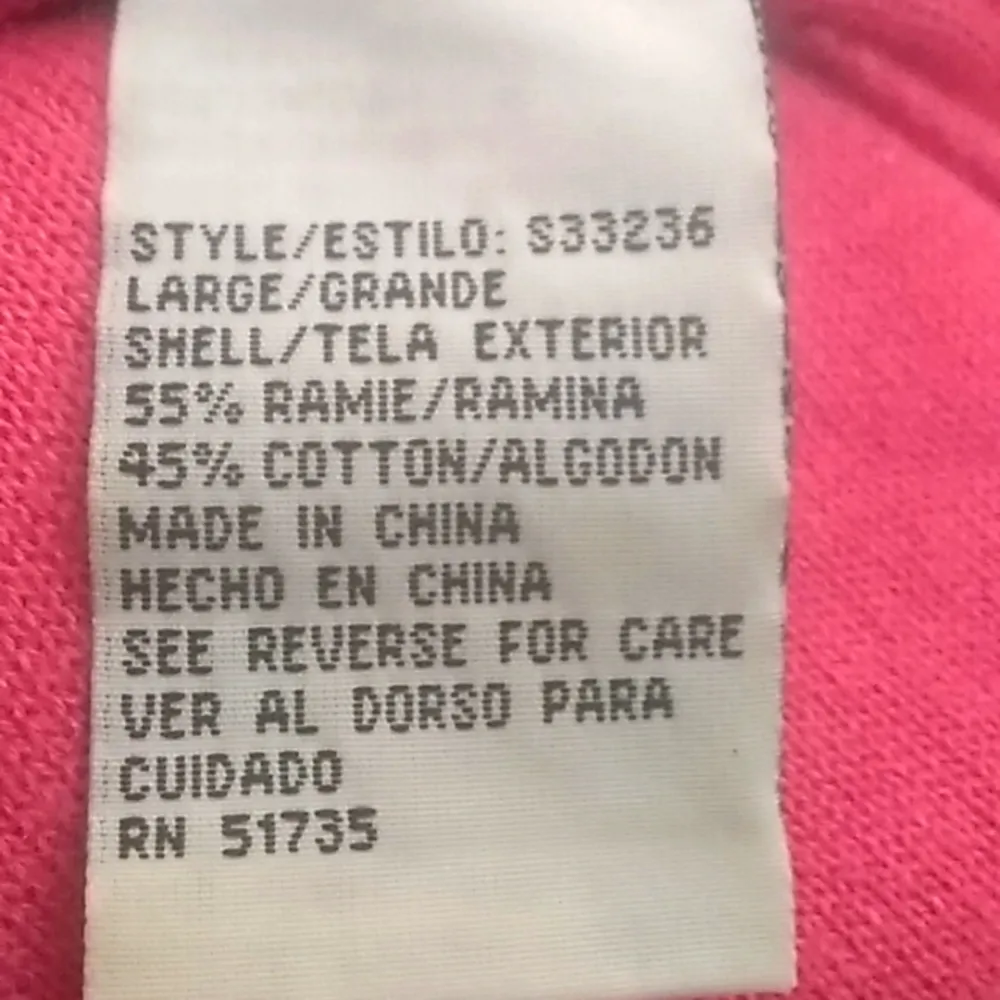 STYLE/ESTILO: S33236
LARGE/GRANDE
SHELL/TELA EXTERIOR
55% RAMIE/RAMINA
45% COTTON/ALGODON
MADE IN CHINA
HECHO EN CHINA
SEE REVERSE FOR CARE
VER AL DORSO PARA
CUIDADO
RN 51735